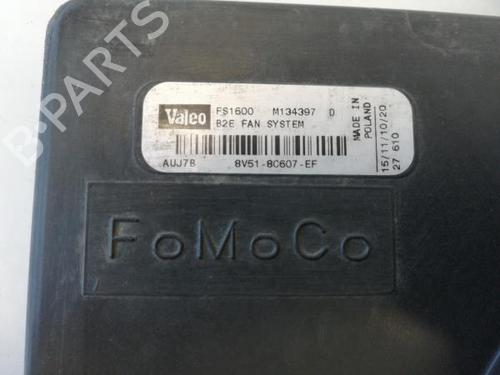 Valeo FS1600 M134397 D
B2E FAN SYSTEM
AUJ7B 8V51-8C607-EF
MADE IN
POLAND
15/11/10/20
27 610
FoMoCo